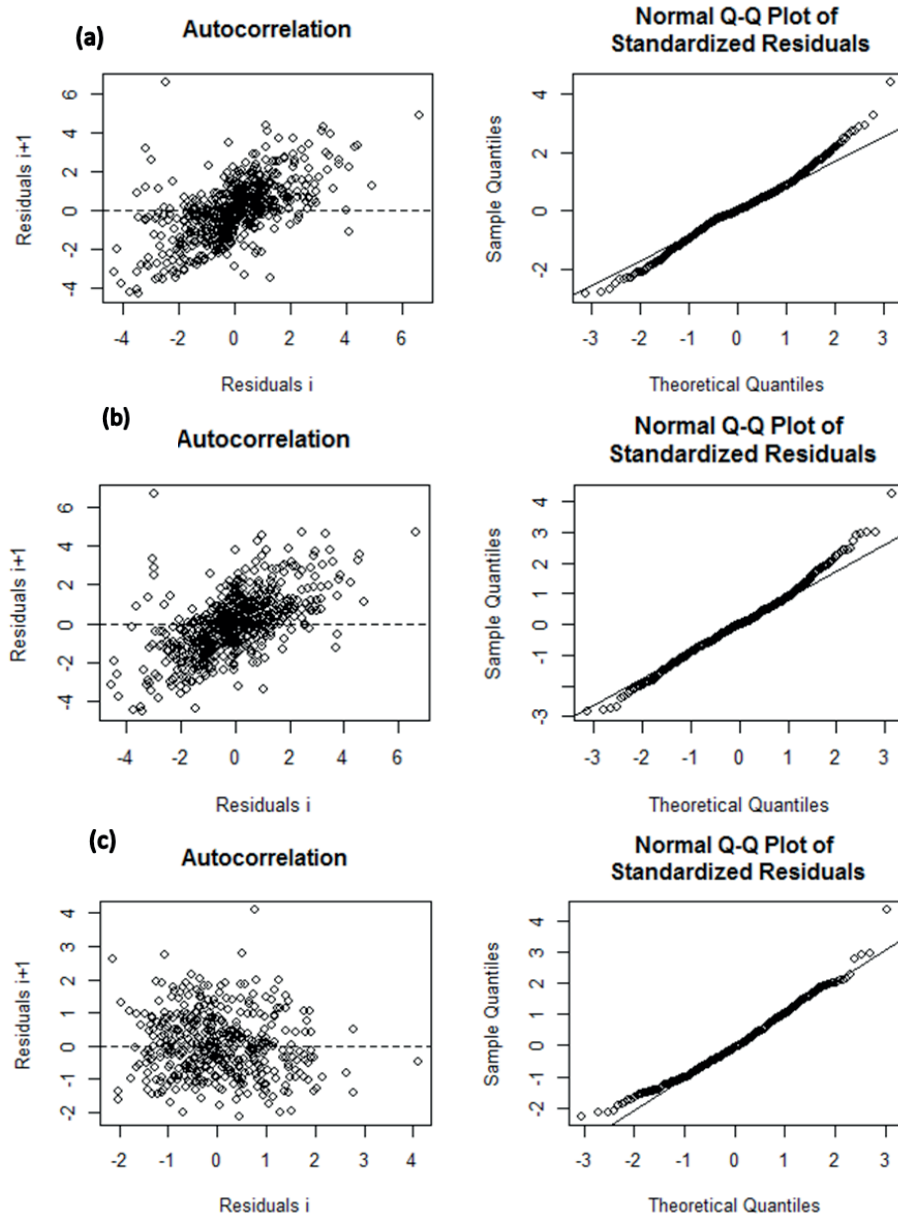 (a)
Autocorrelation
Residuals i+1
6
4
2
0
-2
-4
-4 -2 0 2 4 6
Residuals i
Normal Q-Q Plot of
Standardized Residuals
Sample Quantiles
4
2
0
-2
-3 -2 -1 0 1 2 3
Theoretical Quantiles
(b)
Autocorrelation
Residuals i+1
6
4
2
0
-2
-4
-4 -2 0 2 4 6
Residuals i
Normal Q-Q Plot of
Standardized Residuals
Sample Quantiles
4
3
2
1
0
-1
-3
-3 -2 -1 0 1 2 3
Theoretical Quantiles
(c)
Autocorrelation
Residuals i+1
4
3
2
1
0
-1
-2
-2 -1 0 1 2 3 4
Residuals i
Normal Q-Q Plot of
Standardized Residuals
Sample Quantiles
4
3
2
1
0
-1
-2
-3 -2 -1 0 1 2 3
Theoretical Quantiles